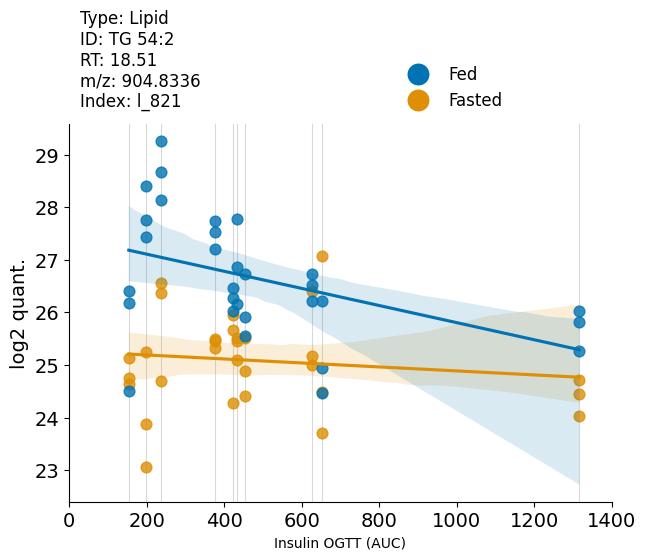 Type: Lipid
ID: TG 54:2
RT: 18.51
m/z: 904.8336
Index: l_821
Fed
Fasted
29
28
27
26
25
24
23
log2 quant.
0 200 400 600 800 1000 1200 1400
Insulin OGTT (AUC)